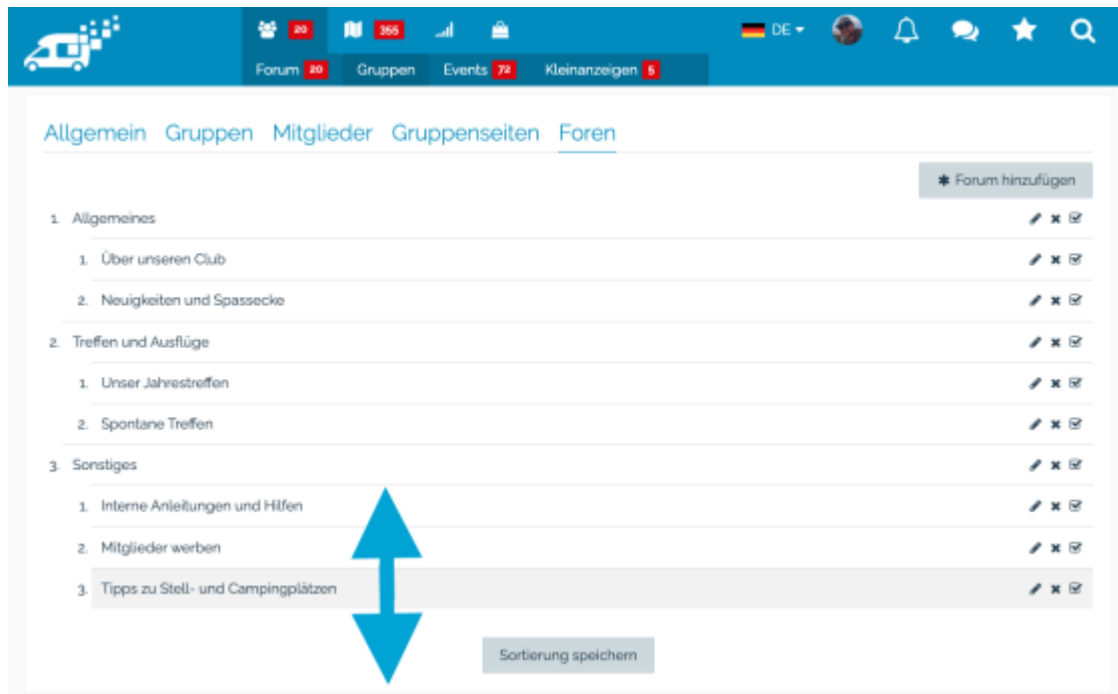 20 355 DE
Forum 20 Gruppen Events 72 Kleinanzeigen 5
Allgemein Gruppen Mitglieder Gruppenseiten Foren
Forum hinzufügen
1. Allgemeines
1. Über unseren Club
2. Neuigkeiten und Spassecke
2. Treffen und Ausflüge
1. Unser Jahrestreffen
2. Spontane Treffen
3. Sonstiges
1. Interne Anleitungen und Hilfen
2. Mitglieder werben
3. Tipps zu Stell- und Campingplätzen
Sortierung speichern